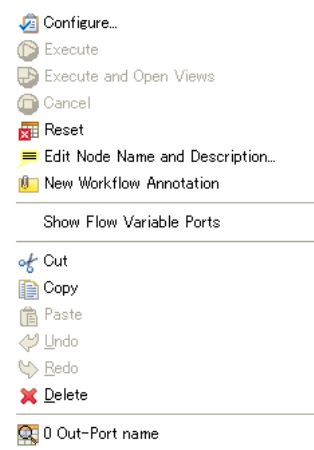 Configure...
Execute
Execute and Open Views
Cancel
Reset
Edit Node Name and Description...
New Workflow Annotation
Show Flow Variable Ports
Cut
Copy
Paste
Undo
Redo
Delete
0 Out-Port name